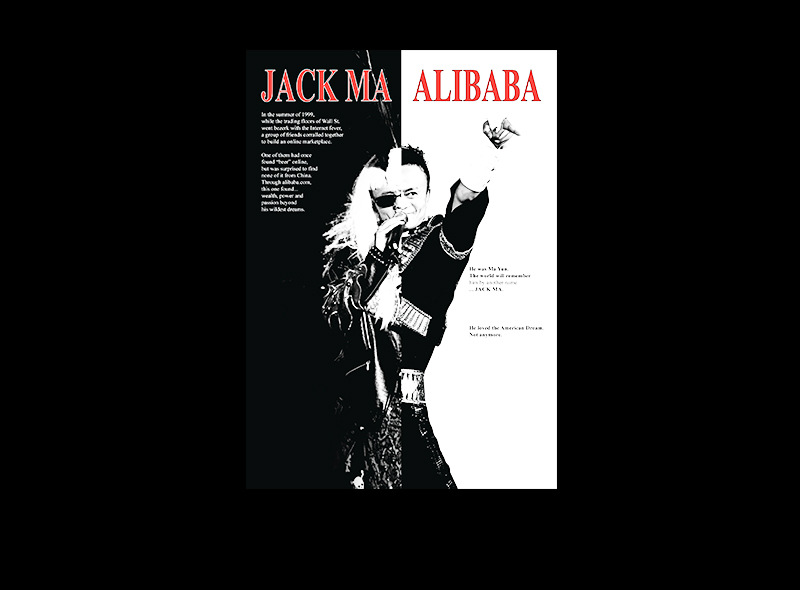 JACK MA ALIBABA
In the summer of 1999,
while the trading floors of Wall St.
went bezerk with the Internet fever,
a group of friends corralled together
to build an online marketplace.
One of them had once
found "beer" online,
but was surprised to find
none of it from China.
Through alibaba.com,
this one found...
wealth, power and
passion beyond
his wildest dreams.
He was Ma Yun.
The world will remember
him by another name
...JACK MA.
He loved the American Dream.
Not anymore.